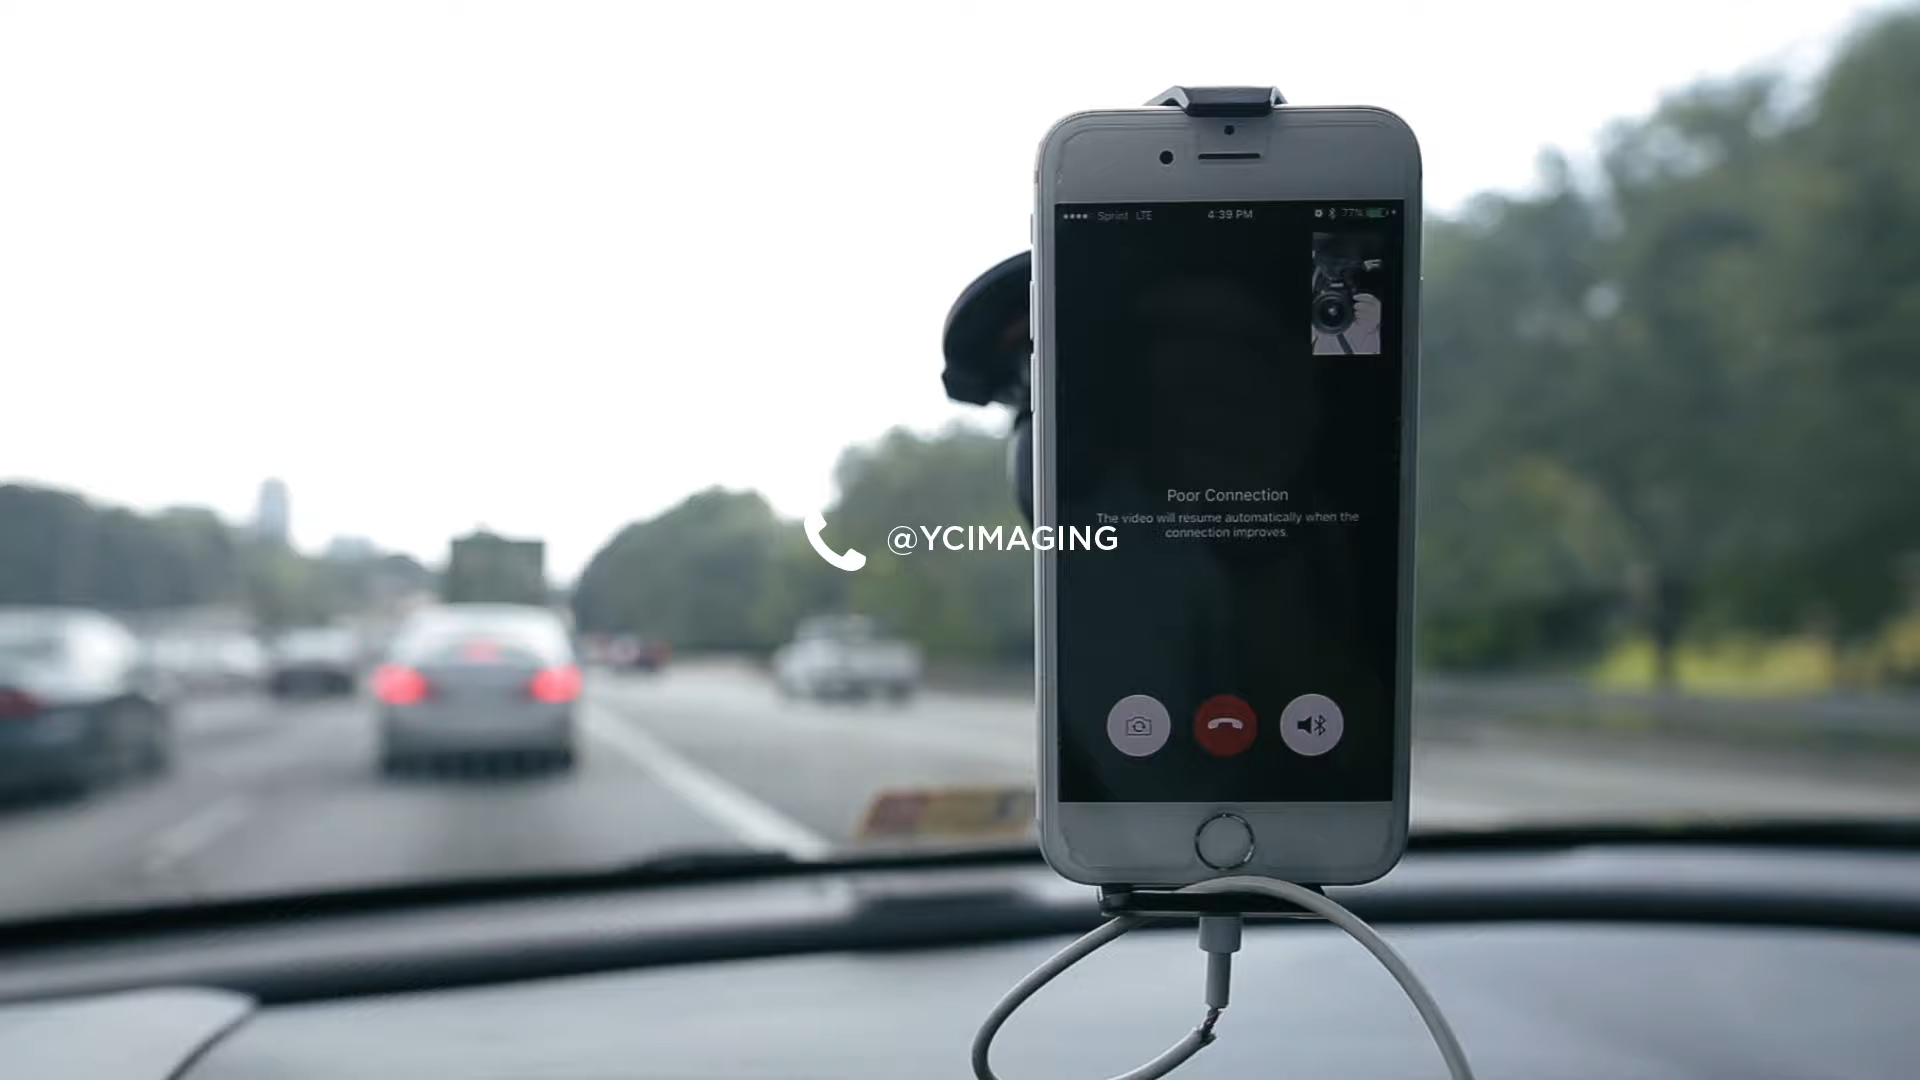 Sprint LTE 4:39 PM 77%
Poor Connection
The video will resume automatically when the
connection improves.
@YCIMAGING